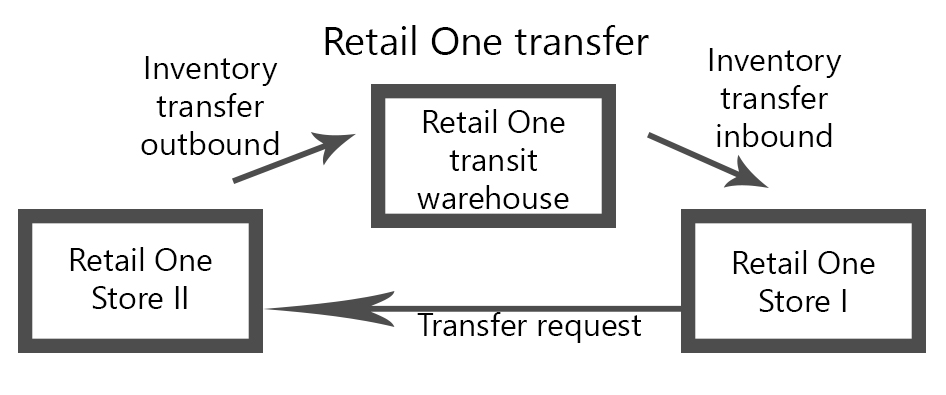 Retail One transfer
Inventory
transfer
outbound
Retail One
transit
warehouse
Inventory
transfer
inbound
Retail One
Store II
Retail One
Store I
Transfer request